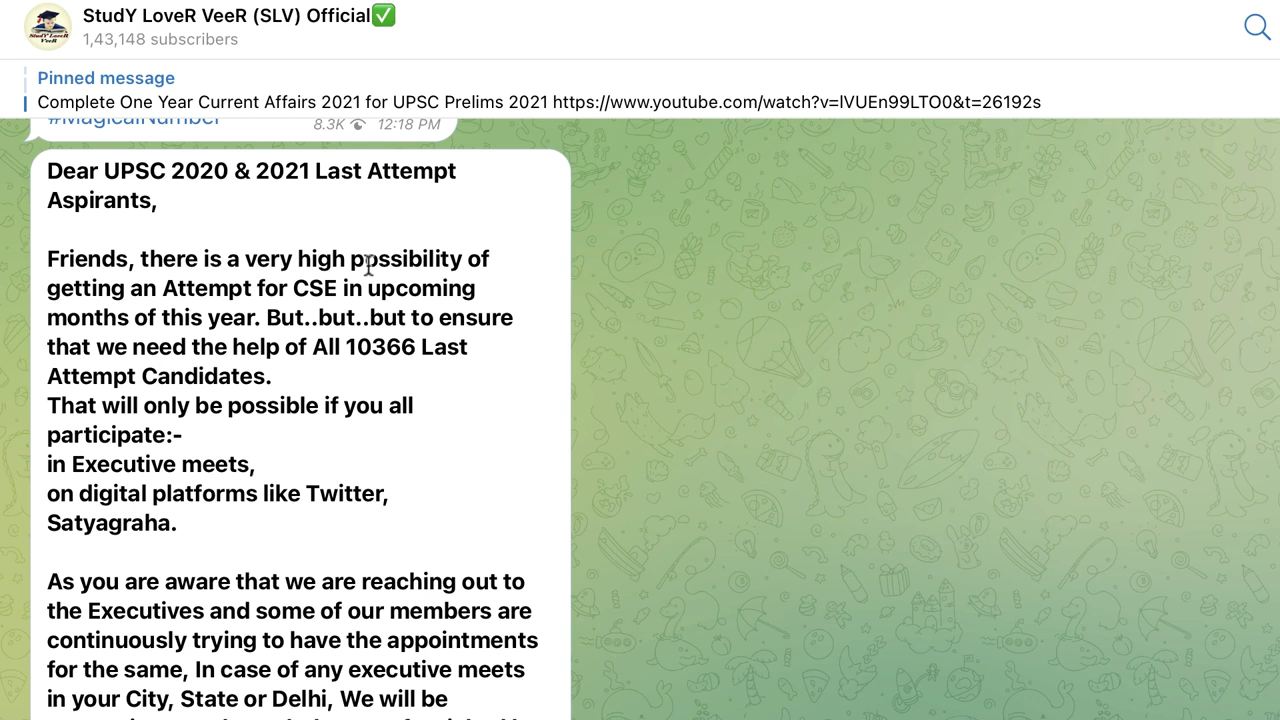 StudY LoveR VeeR (SLV) Official✅
1,43,148 subscribers
Pinned message
Complete One Year Current Affairs 2021 for UPSC Prelims 2021 https://www.youtube.com/watch?v=lVUEn99LTO0&t=26192s
#MagicalNumber
8.3K 12:18 PM
Dear UPSC 2020 & 2021 Last Attempt
Aspirants,
Friends, there is a very high possibility of
getting an Attempt for CSE in upcoming
months of this year. But..but..but to ensure
that we need the help of All 10366 Last
Attempt Candidates.
That will only be possible if you all
participate:-
in Executive meets,
on digital platforms like Twitter,
Satyagraha.
As you are aware that we are reaching out to
the Executives and some of our members are
continuously trying to have the appointments
for the same, In case of any executive meets
in your City, State or Delhi, We will be